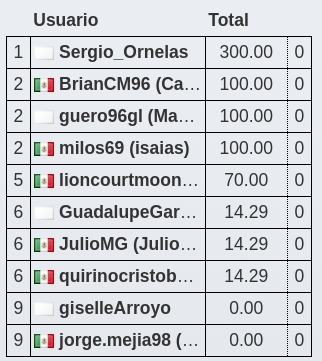 Usuario Total
1 Sergio_Ornelas 300.00 0
2 BrianCM96 (Ca... 100.00 0
2 guero96gl (Ma... 100.00 0
2 milos69 (isaias) 100.00 0
5 lioncourtmoon... 70.00 0
6 GuadalupeGar... 14.29 0
6 JulioMG (Julio... 14.29 0
6 quirinocristob... 14.29 0
9 giselleArroyo 0.00 0
9 jorge.mejia98 (... 0.00 0